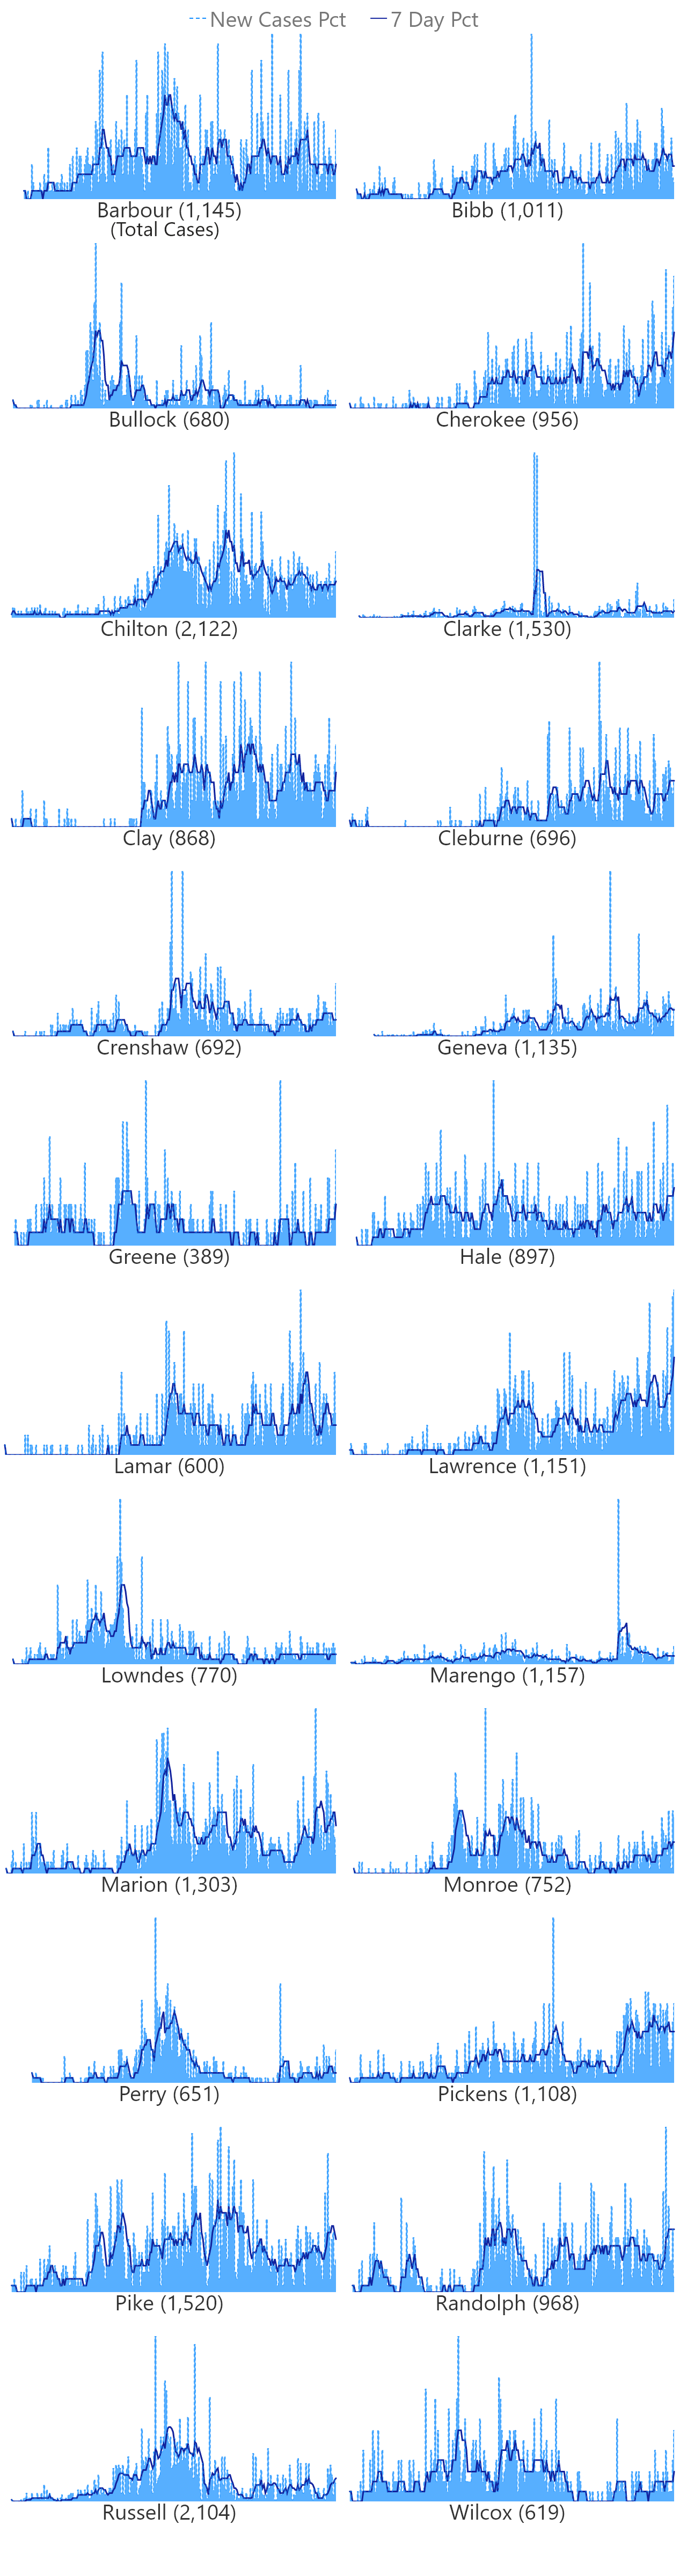 New Cases Pct 7 Day Pct
Barbour (1,145) Bibb (1,011)
(Total Cases)
Bullock (680) Cherokee (956)
Chilton (2,122) Clarke (1,530)
Clay (868) Cleburne (696)
Crenshaw (692) Geneva (1,135)
Greene (389) Hale (897)
Lamar (600) Lawrence (1,151)
Lowndes (770) Marengo (1,157)
Marion (1,303) Monroe (752)
Perry (651) Pickens (1,108)
Pike (1,520) Randolph (968)
Russell (2,104) Wilcox (619)